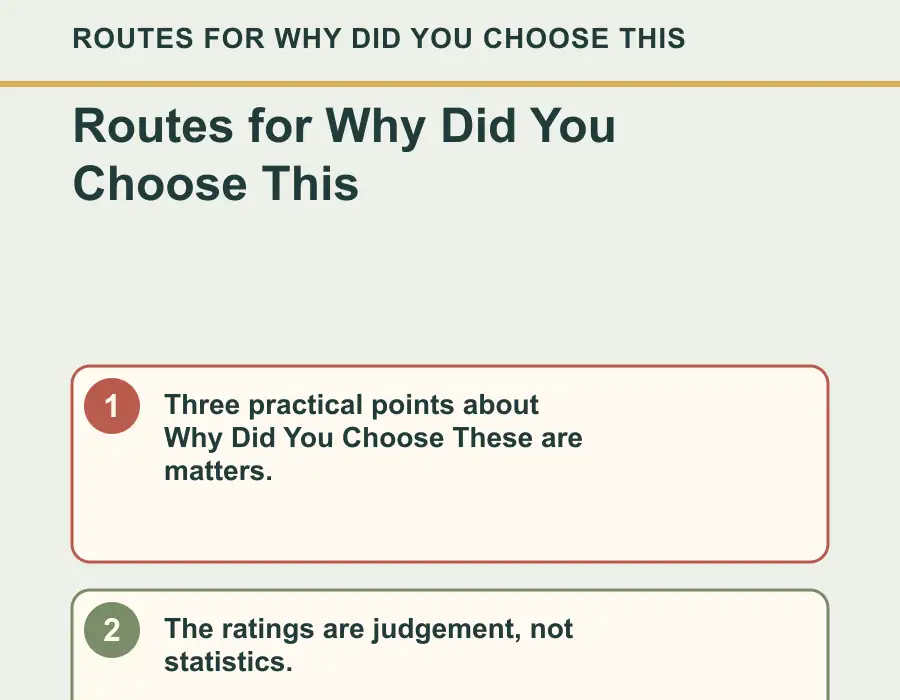 ROUTES FOR WHY DID YOU CHOOSE THIS
Routes for Why Did You
Choose This
1
Three practical points about
Why Did You Choose These are
matters.
2
The ratings are judgement, not
statistics.